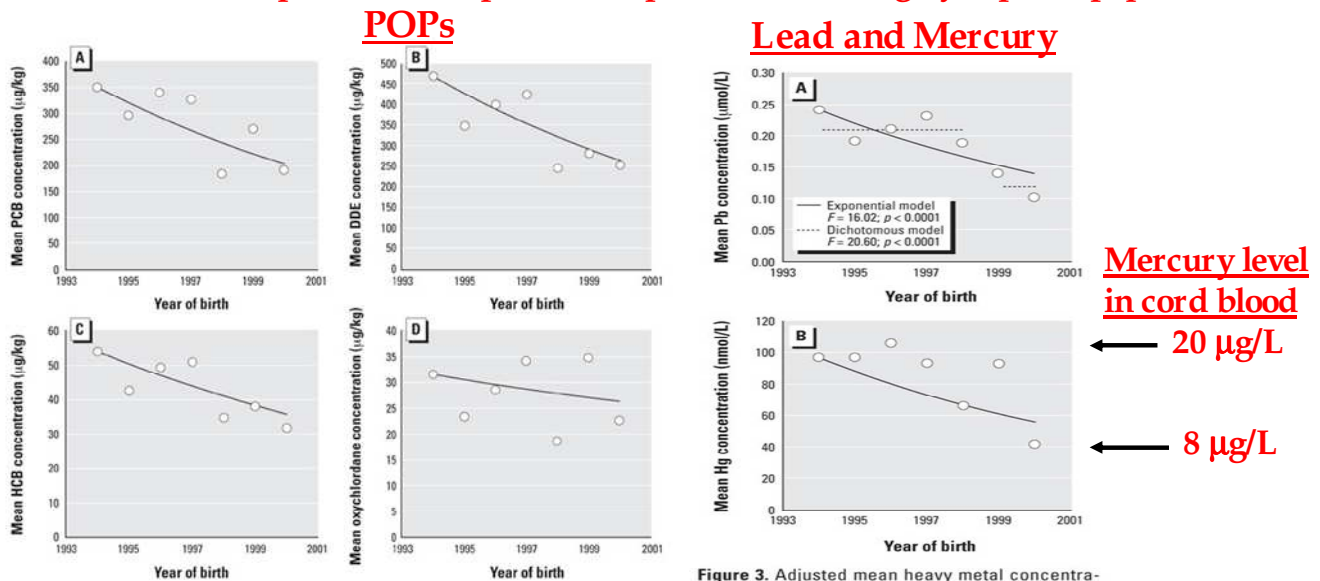 POPs
Lead and Mercury
A
Mean PCB concentration (μg/kg)
400
350
300
250
200
150
100
50
0
1993
1995
1997
1999
2001
Year of birth
B
Mean DDE concentration (μg/kg)
500
450
400
350
300
250
200
150
100
50
0
1993
1995
1997
1999
2001
Year of birth
C
Mean HCB concentration (μg/kg)
60
50
40
30
20
10
0
1993
1995
1997
1999
2001
Year of birth
D
Mean oxychlordane concentration (μg/kg)
40
35
30
25
20
15
10
5
0
1993
1995
1997
1999
2001
Year of birth
A
Mean Pb concentration (μmol/L)
0.30
0.25
0.20
0.15
0.10
0.05
0.00
Exponential model
F = 16.02; p < 0.0001
Dichotomous model
F = 20.60; p < 0.0001
1993
1995
1997
1999
2001
Year of birth
B
Mean Hg concentration (nmol/L)
120
100
80
60
40
20
0
1993
1995
1997
1999
2001
Year of birth
Mercury level
in cord blood
20 μg/L
8 μg/L
Figure 3. Adjusted mean heavy metal concentra-